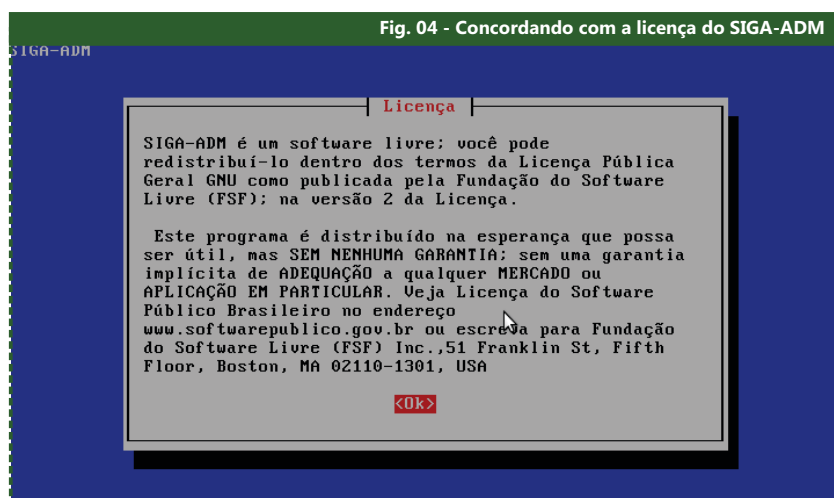 Fig. 04 - Concordando com a licença do SIGA-ADM
SIGA-ADM
Licença
SIGA-ADM é um software livre; você pode
redistribuí-lo dentro dos termos da Licença Pública
Geral GNU como publicada pela Fundação do Software
Livre (FSF); na versão 2 da Licença.
Este programa é distribuído na esperança que possa
ser útil, mas SEM NENHUMA GARANTIA; sem uma garantia
implícita de ADEQUAÇÃO a qualquer MERCADO ou
APLICAÇÃO EM PARTICULAR. Veja Licença do Software
Público Brasileiro no endereço
www.softwarepublico.gov.br ou escreva para Fundação
do Software Livre (FSF) Inc.,51 Franklin St, Fifth
Floor, Boston, MA 02110-1301, USA
<Ok>